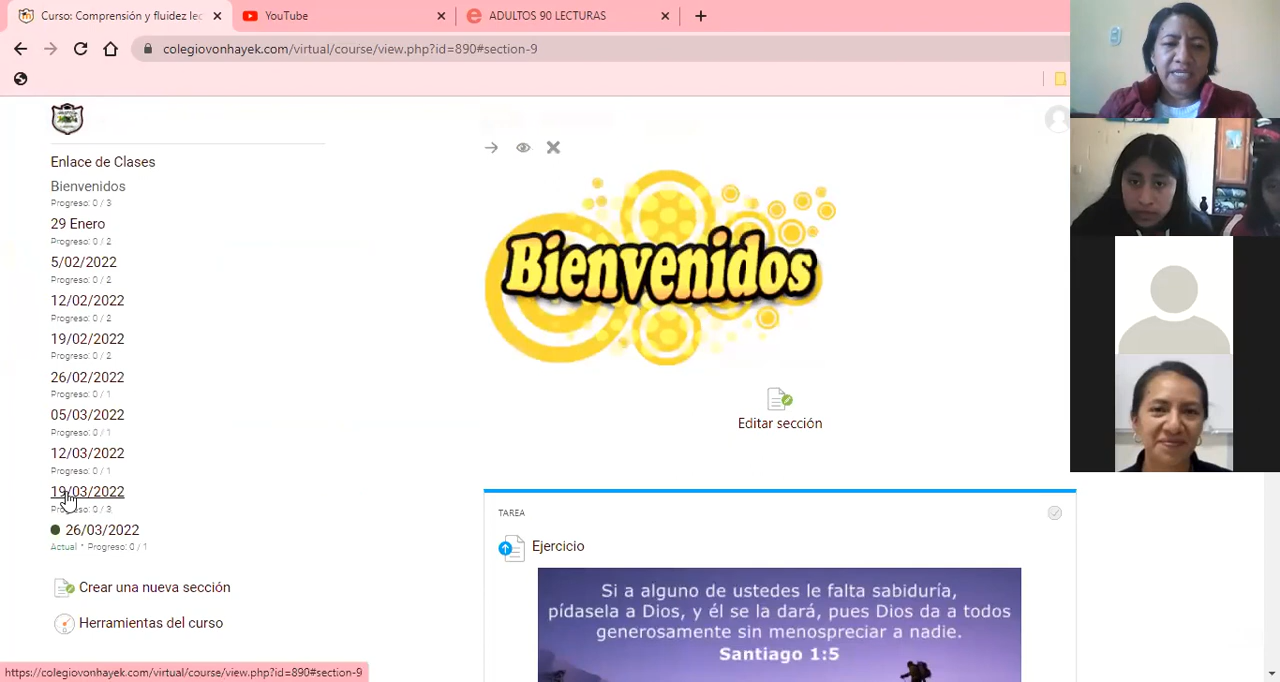 Curso: Comprensión y fluidez lec
YouTube
ADULTOS 90 LECTURAS
colegiovonhayek.com/virtual/course/view.php?id=890#section-9
Enlace de Clases
Bienvenidos
Progreso: 0 / 3
29 Enero
Progreso: 0 / 2
5/02/2022
Progreso: 0 / 2
12/02/2022
Progreso: 0 / 2
19/02/2022
Progreso: 0 / 2
26/02/2022
Progreso: 0 / 1
05/03/2022
Progreso: 0 / 1
12/03/2022
Progreso: 0 / 1
19/03/2022
Progreso: 0 / 3
26/03/2022
Actual * Progreso: 0 / 1
Crear una nueva sección
Herramientas del curso
https://colegiovonhayek.com/virtual/course/view.php?id=890#section-9
Bienvenidos
Editar sección
TAREA
Ejercicio
Si a alguno de ustedes le falta sabiduría,
pídasela a Dios, y él se la dará, pues Dios da a todos
generosamente sin menospreciar a nadie.
Santiago 1:5